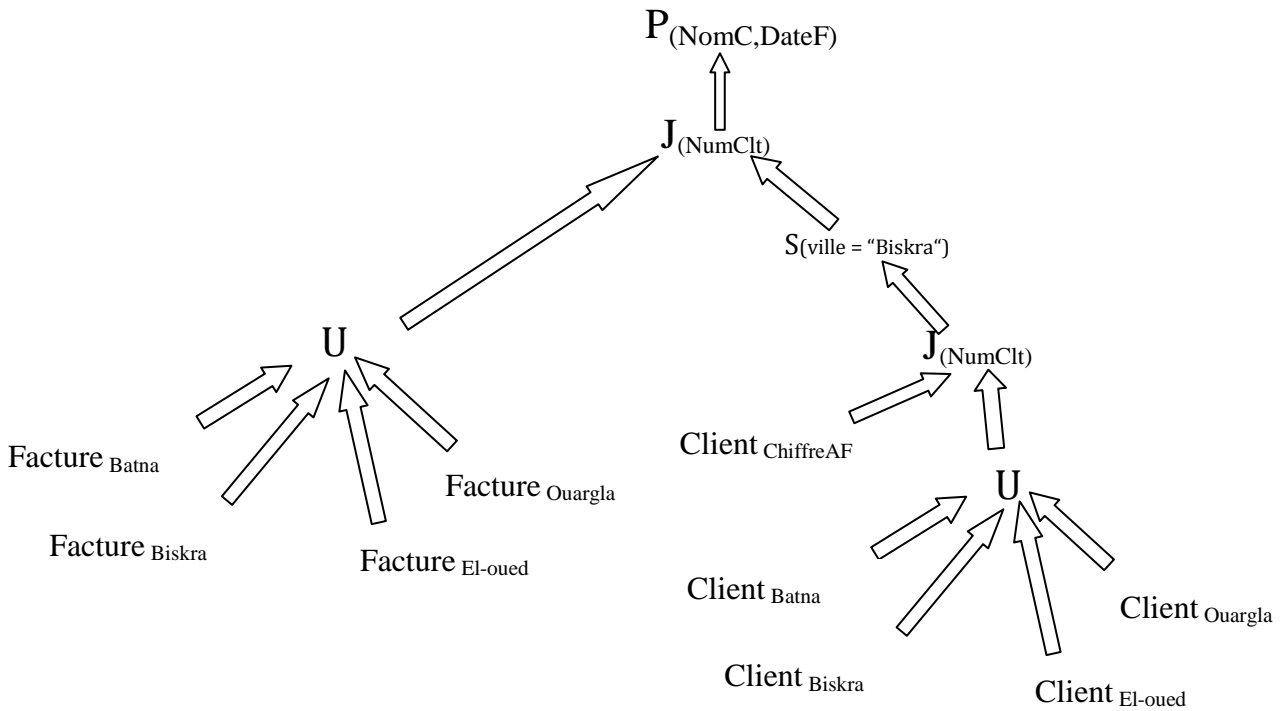 P(NomC,DateF)
J(NumClt)
S(ville = “Biskra“)
U
J(NumClt)
Facture Batna
Facture Ouargla
Facture Biskra
Facture El-oued
Client ChiffreAF
U
Client Batna
Client Ouargla
Client Biskra
Client El-oued